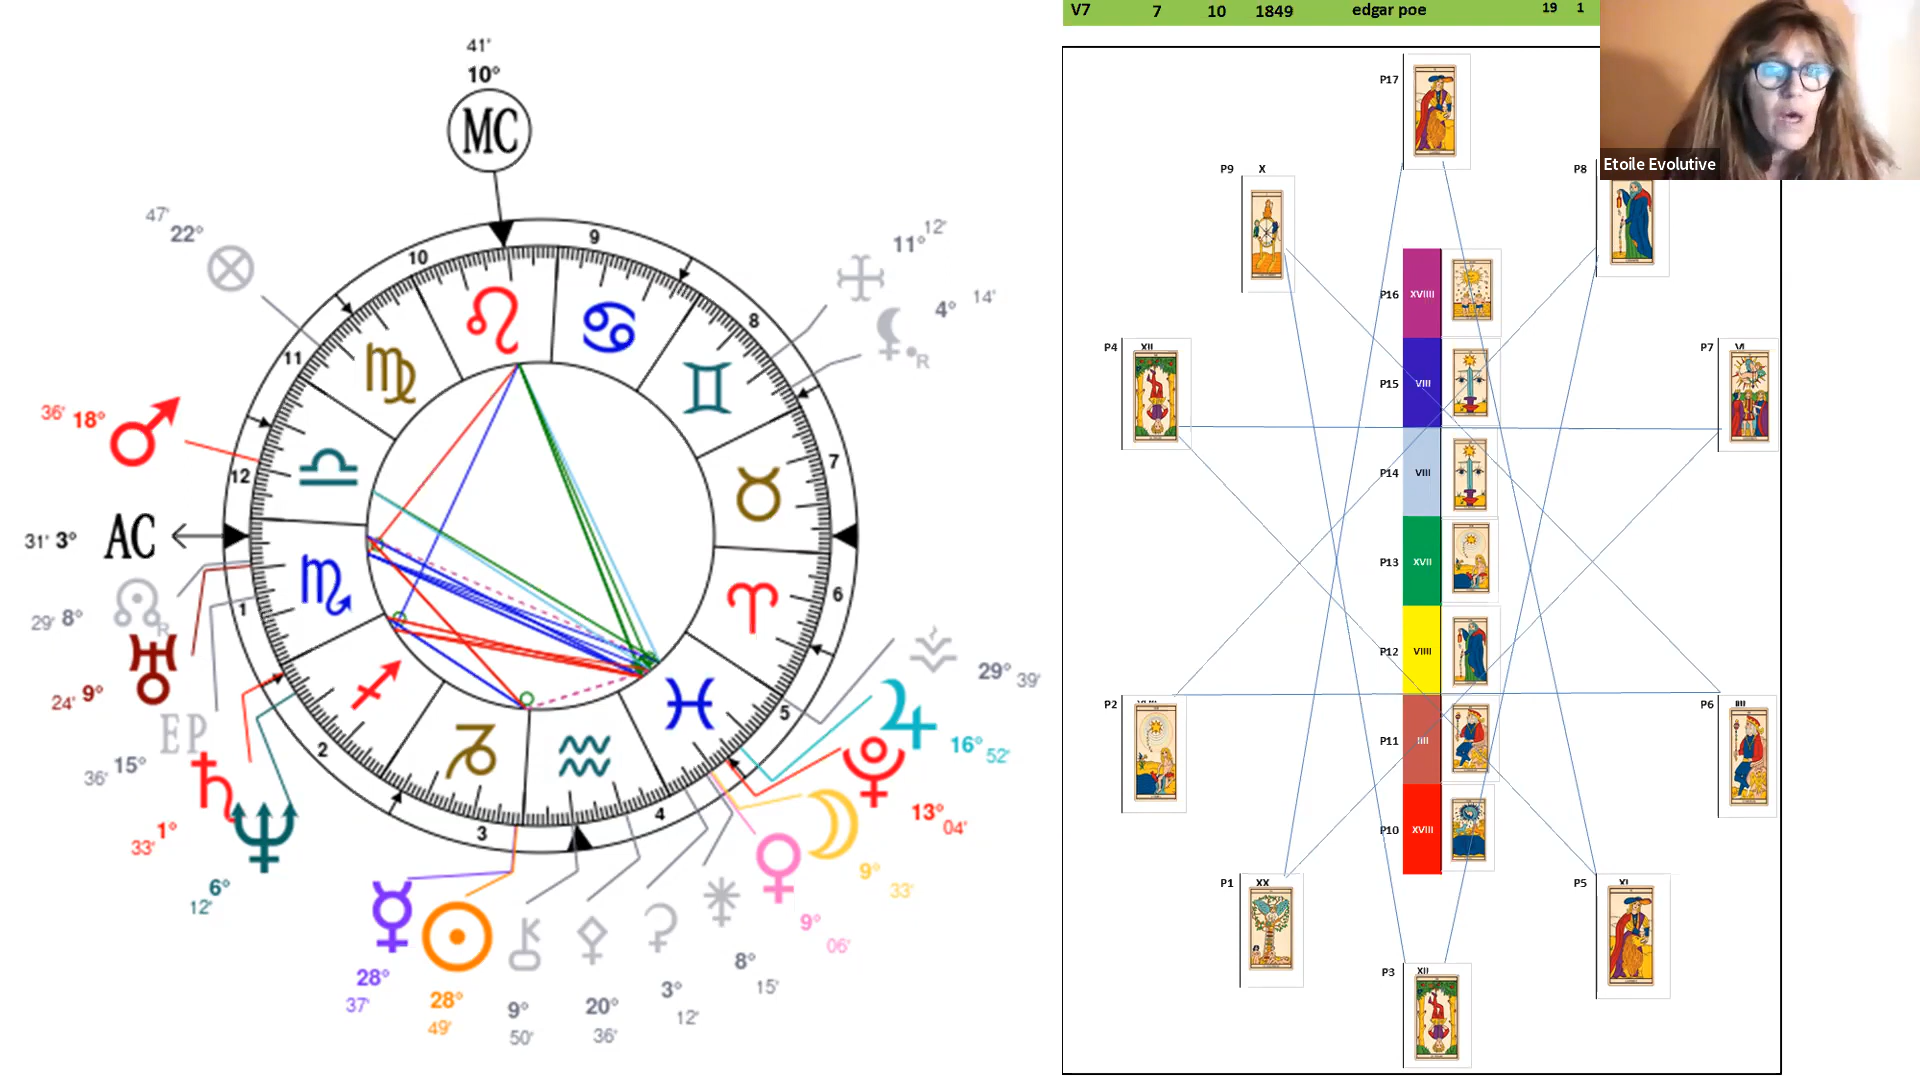 41'
10°
MC
47'
22°
10
9
11°
12'
4°
14'
R
8
11
36'
18°
12
7
31'
3°
AC
6
29'
8°
R
1
24'
9°
EP
36'
15°
29°
39'
5
16°
52'
2
33'
1°
13°
04'
4
3
6°
12'
9°
33'
28°
37'
28°
49'
9°
50'
20°
36'
3°
12'
8°
15'
9°
06'
V7
7
10
1849
edgar poe
19
1
Etoile Evolutive
P17
P9
X
P8
P16
XVIIII
P4
XII
P15
VIII
P7
VI
P14
VIII
P13
XVII
P12
VIIII
P2
P11
IIII
P6
IIII
P10
XVIII
P1
XX
P5
XI
P3
XII